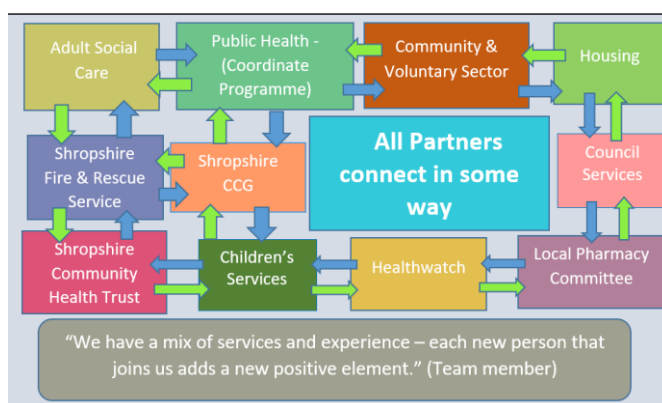 Adult Social
Care
Public Health -
(Coordinate
Programme)
Community &
Voluntary Sector
Housing
Shropshire
Fire & Rescue
Service
Shropshire
CCG
All Partners
connect in some
way
Council
Services
Shropshire
Community
Health Trust
Children’s
Services
Healthwatch
Local Pharmacy
Committee
“We have a mix of services and experience – each new person that
joins us adds a new positive element.” (Team member)